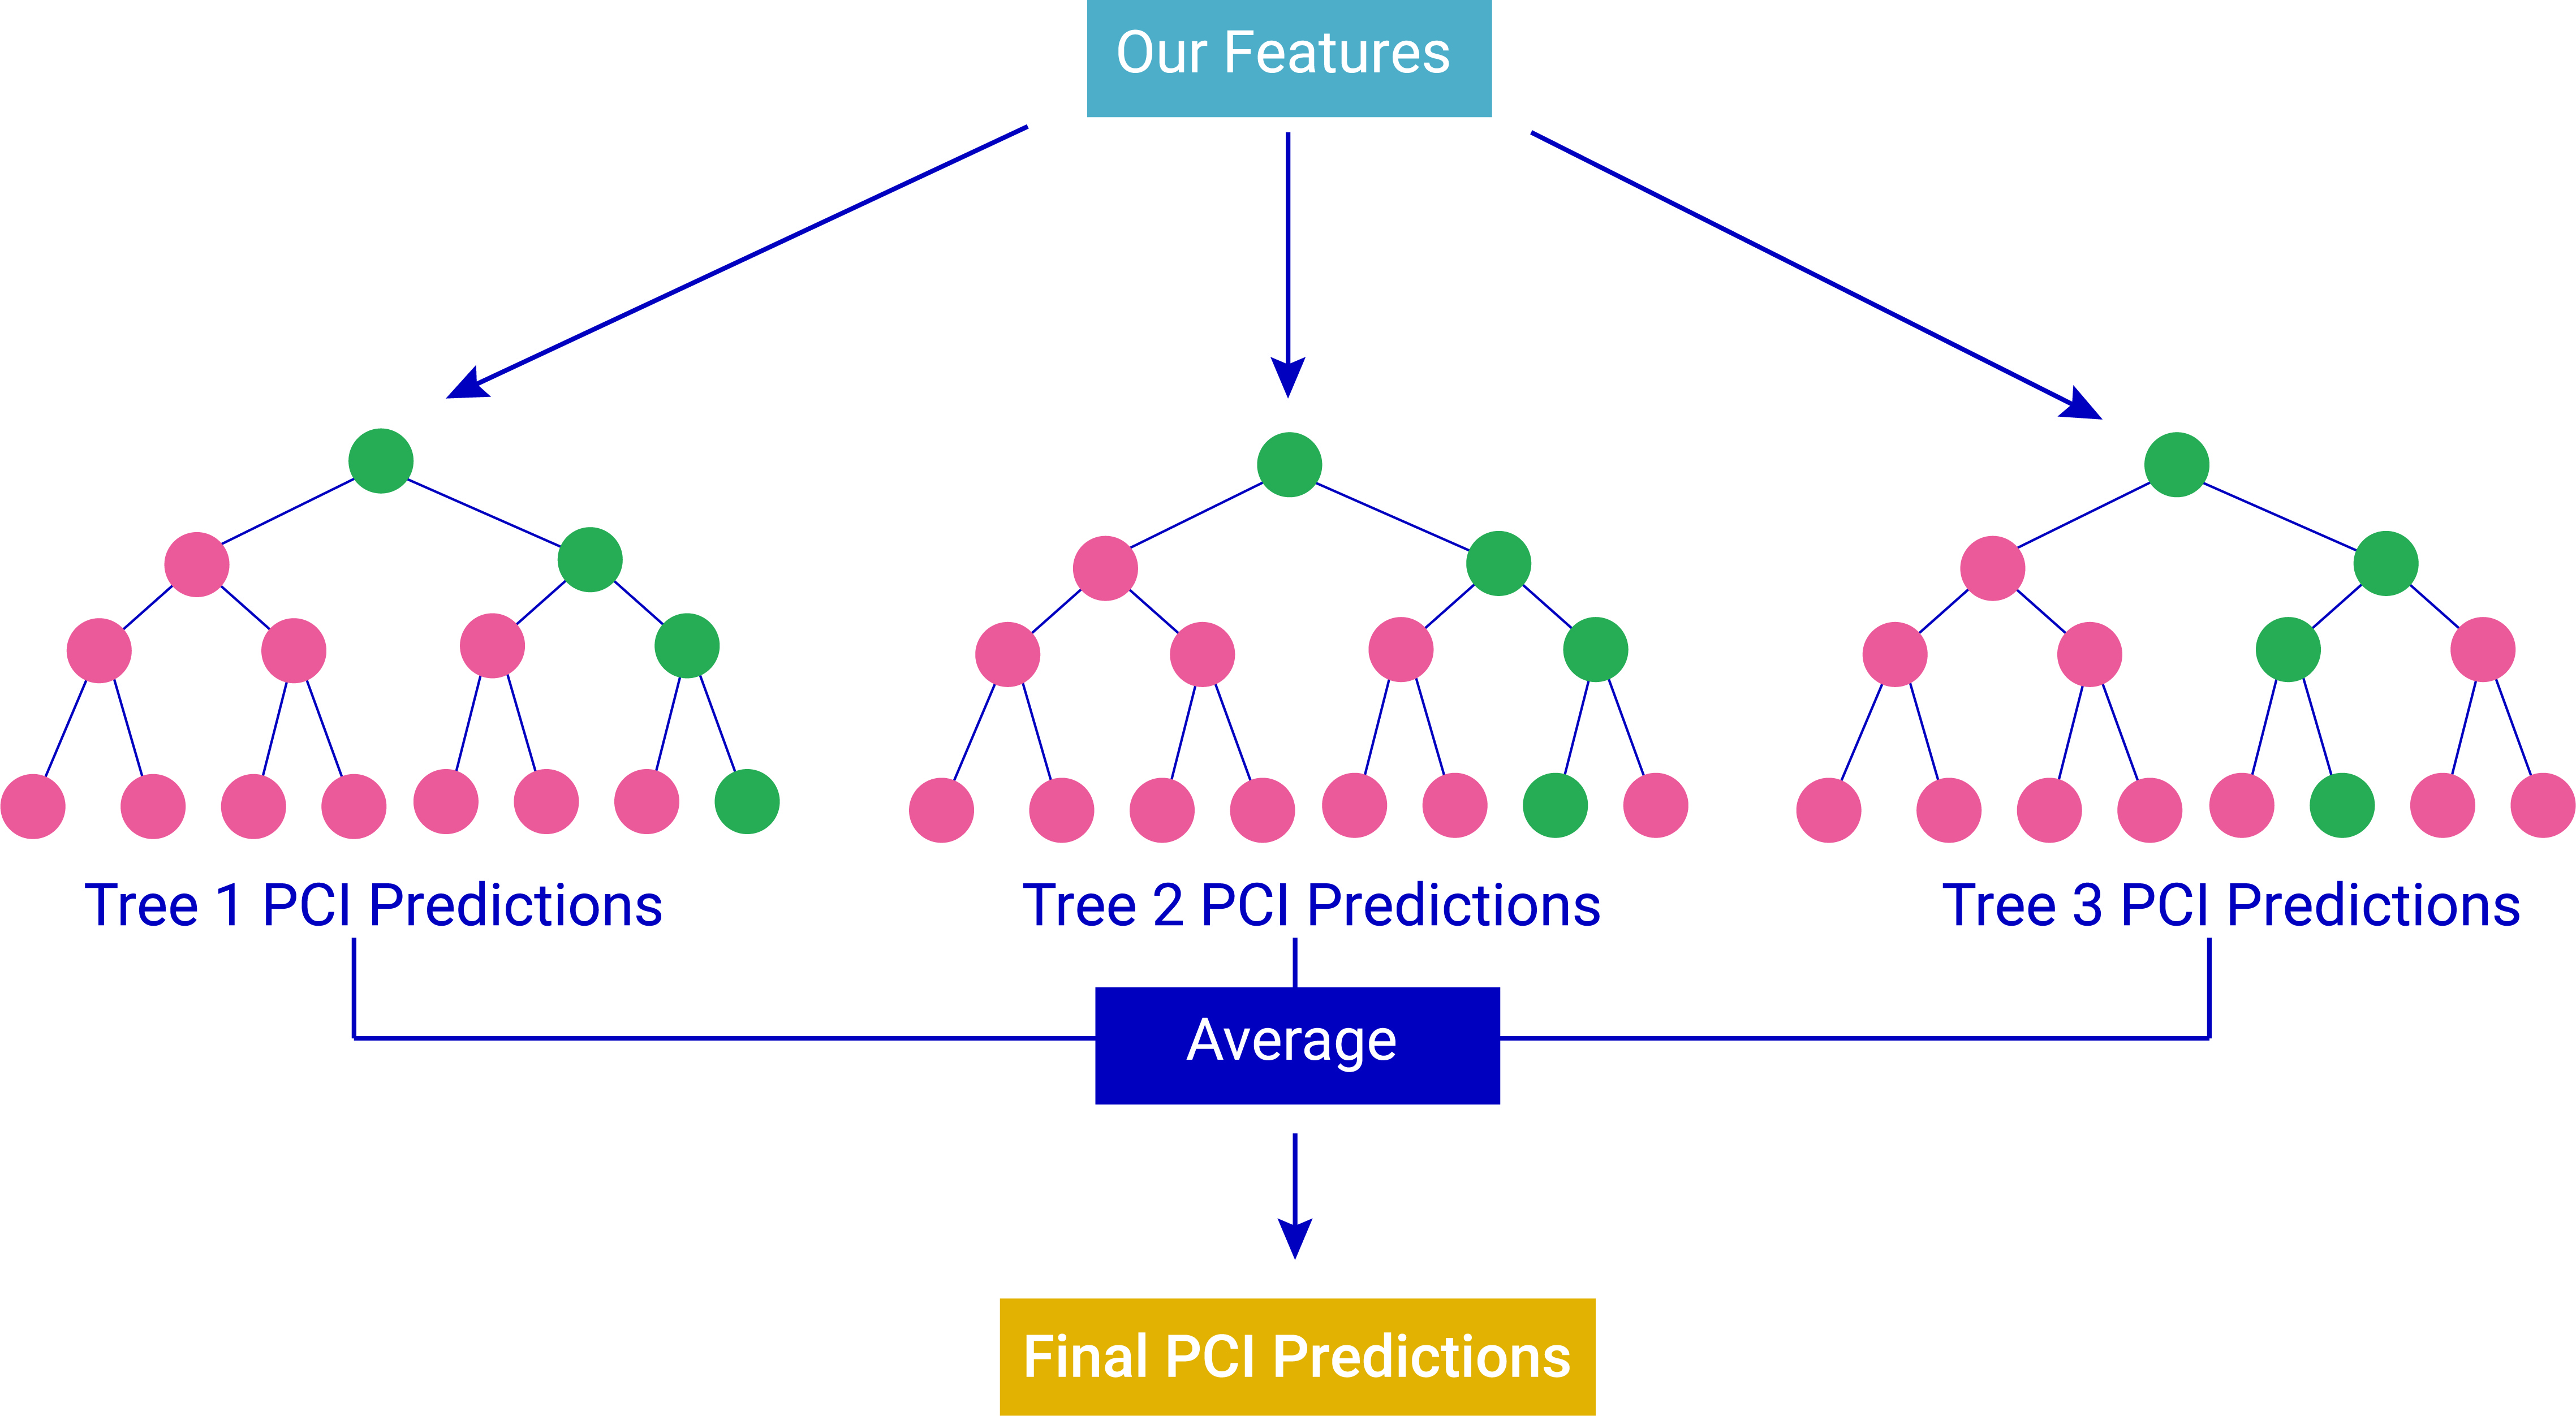 Our Features
Tree 1 PCI Predictions
Tree 2 PCI Predictions
Tree 3 PCI Predictions
Average
Final PCI Predictions